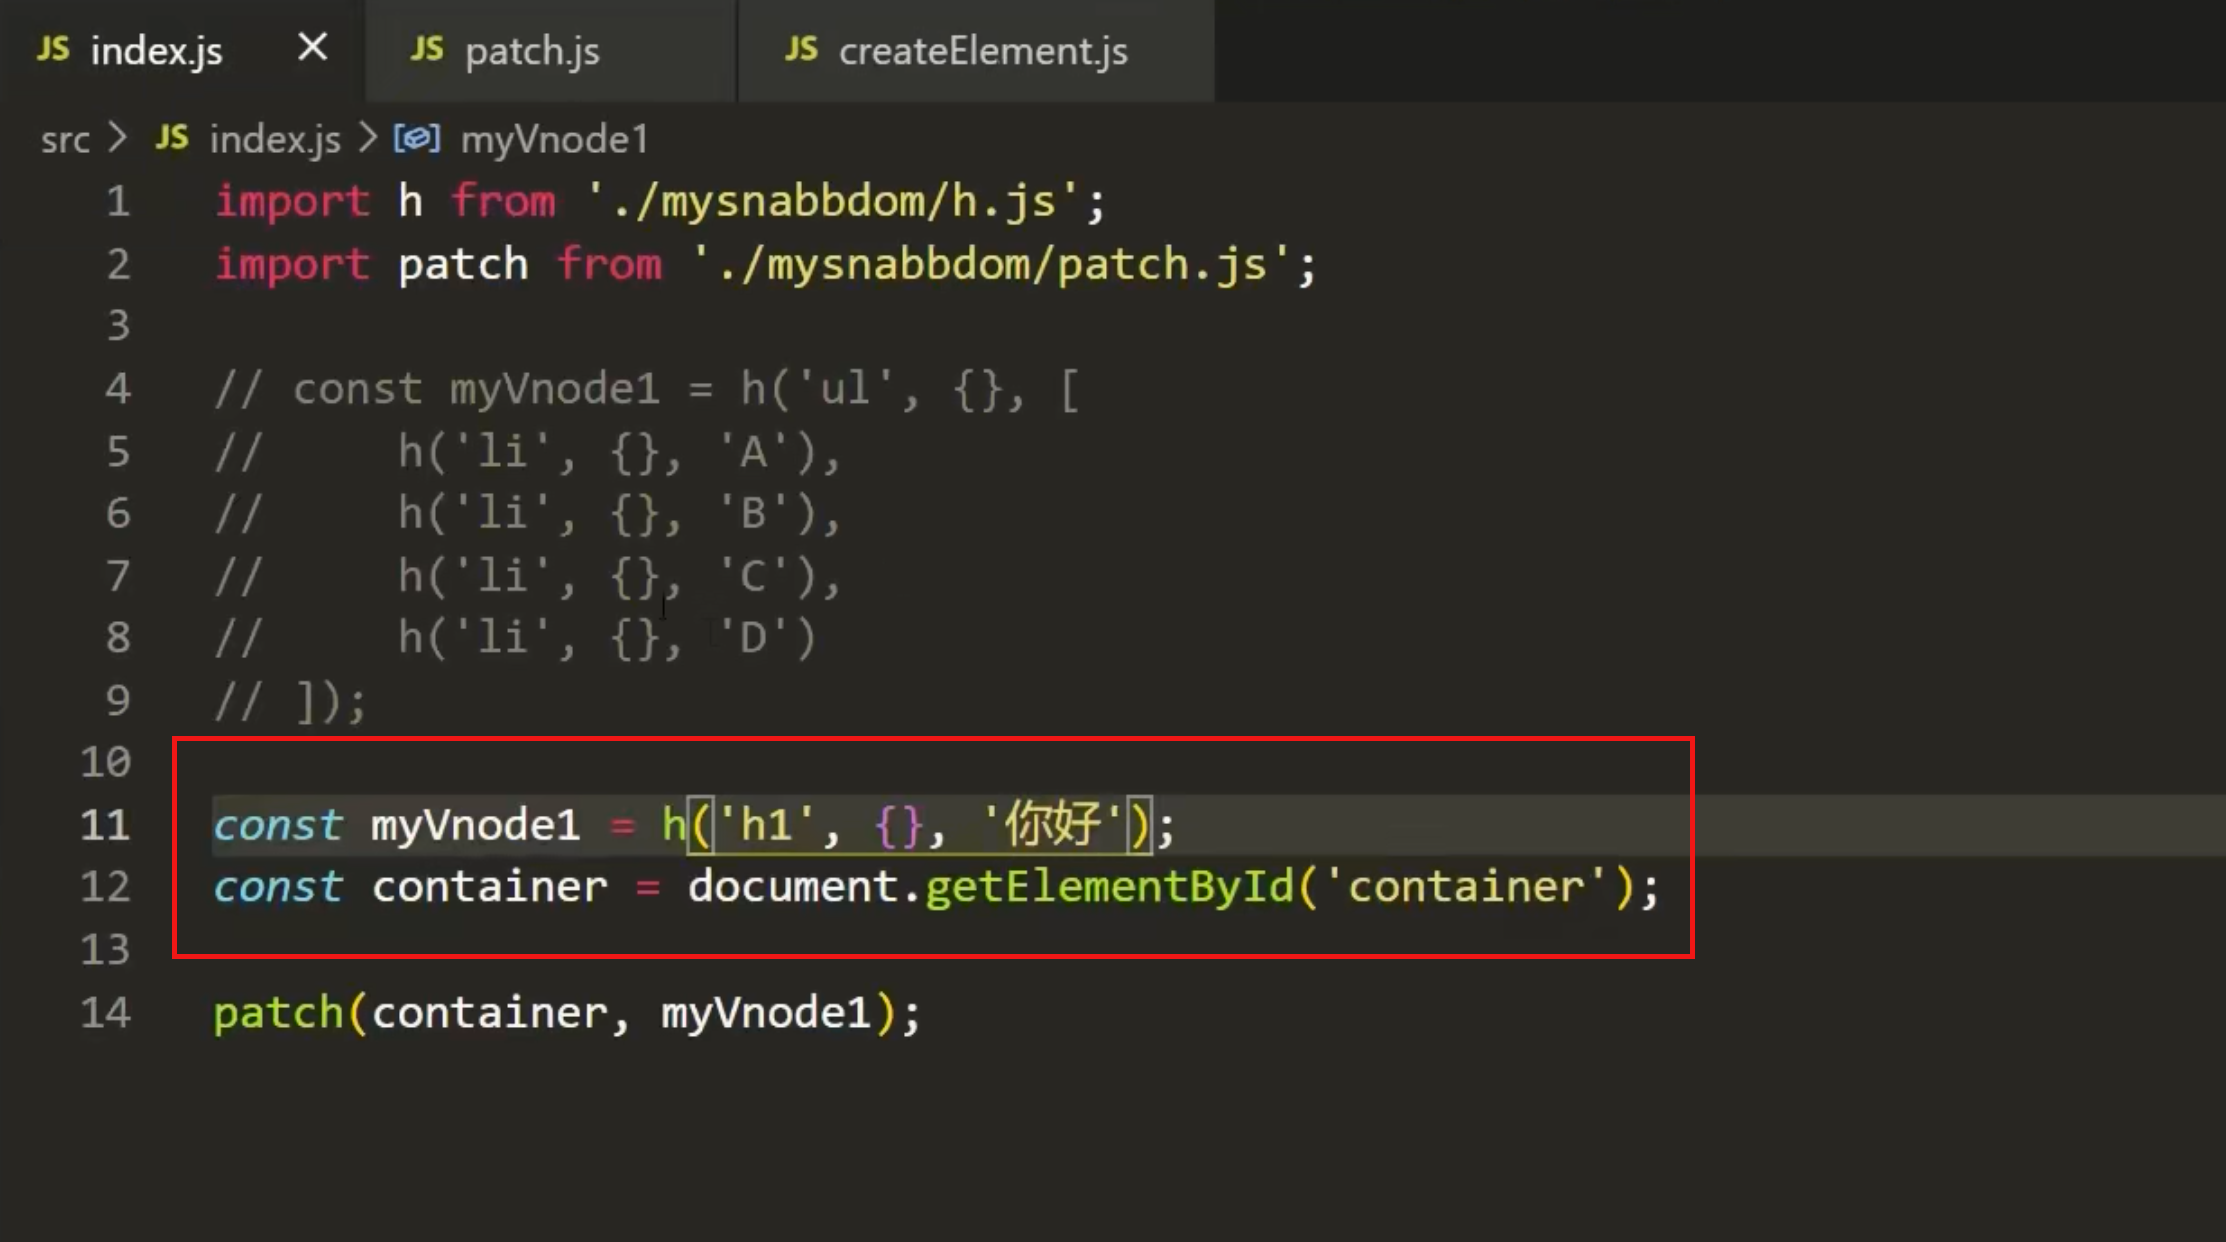 JS index.js × JS patch.js JS createElement.js
src > JS index.js > myVnode1
1 import h from './mysnabbdom/h.js';
2 import patch from './mysnabbdom/patch.js';
3
4 // const myVnode1 = h('ul', {}, [
5 //     h('li', {}, 'A'),
6 //     h('li', {}, 'B'),
7 //     h('li', {}, 'C'),
8 //     h('li', {}, 'D')
9 // ]);
10
11 const myVnode1 = h('h1', {}, '你好');
12 const container = document.getElementById('container');
13
14 patch(container, myVnode1);